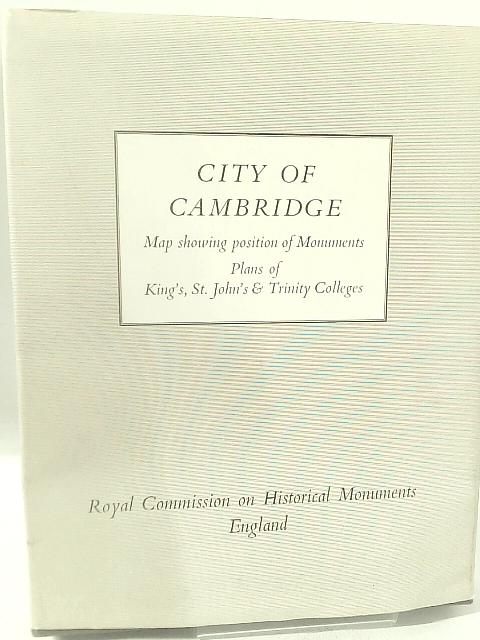 CITY OF
CAMBRIDGE
Map showing position of Monuments
Plans of
King's, St. John's & Trinity Colleges
Royal Commission on Historical Monuments
England